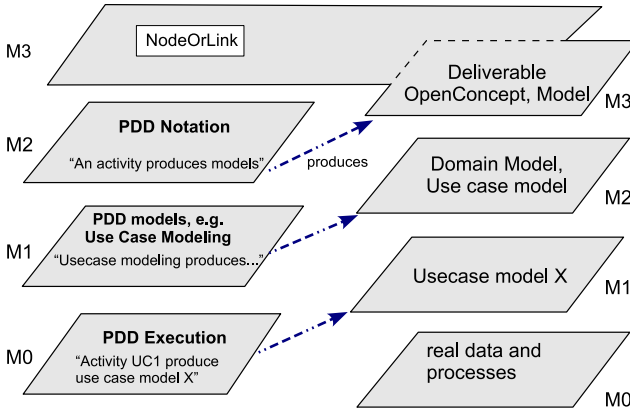 NodeOrLink
M3
Deliverable
OpenConcept, Model
M3
PDD Notation
M2
“An activity produces models”
produces
Domain Model,
Use case model
M2
PDD models, e.g.
Use Case Modeling
M1
“Usecase modeling produces...”
Usecase model X
M1
PDD Execution
M0
“Activity UC1 produce
use case model X”
real data and
processes
M0